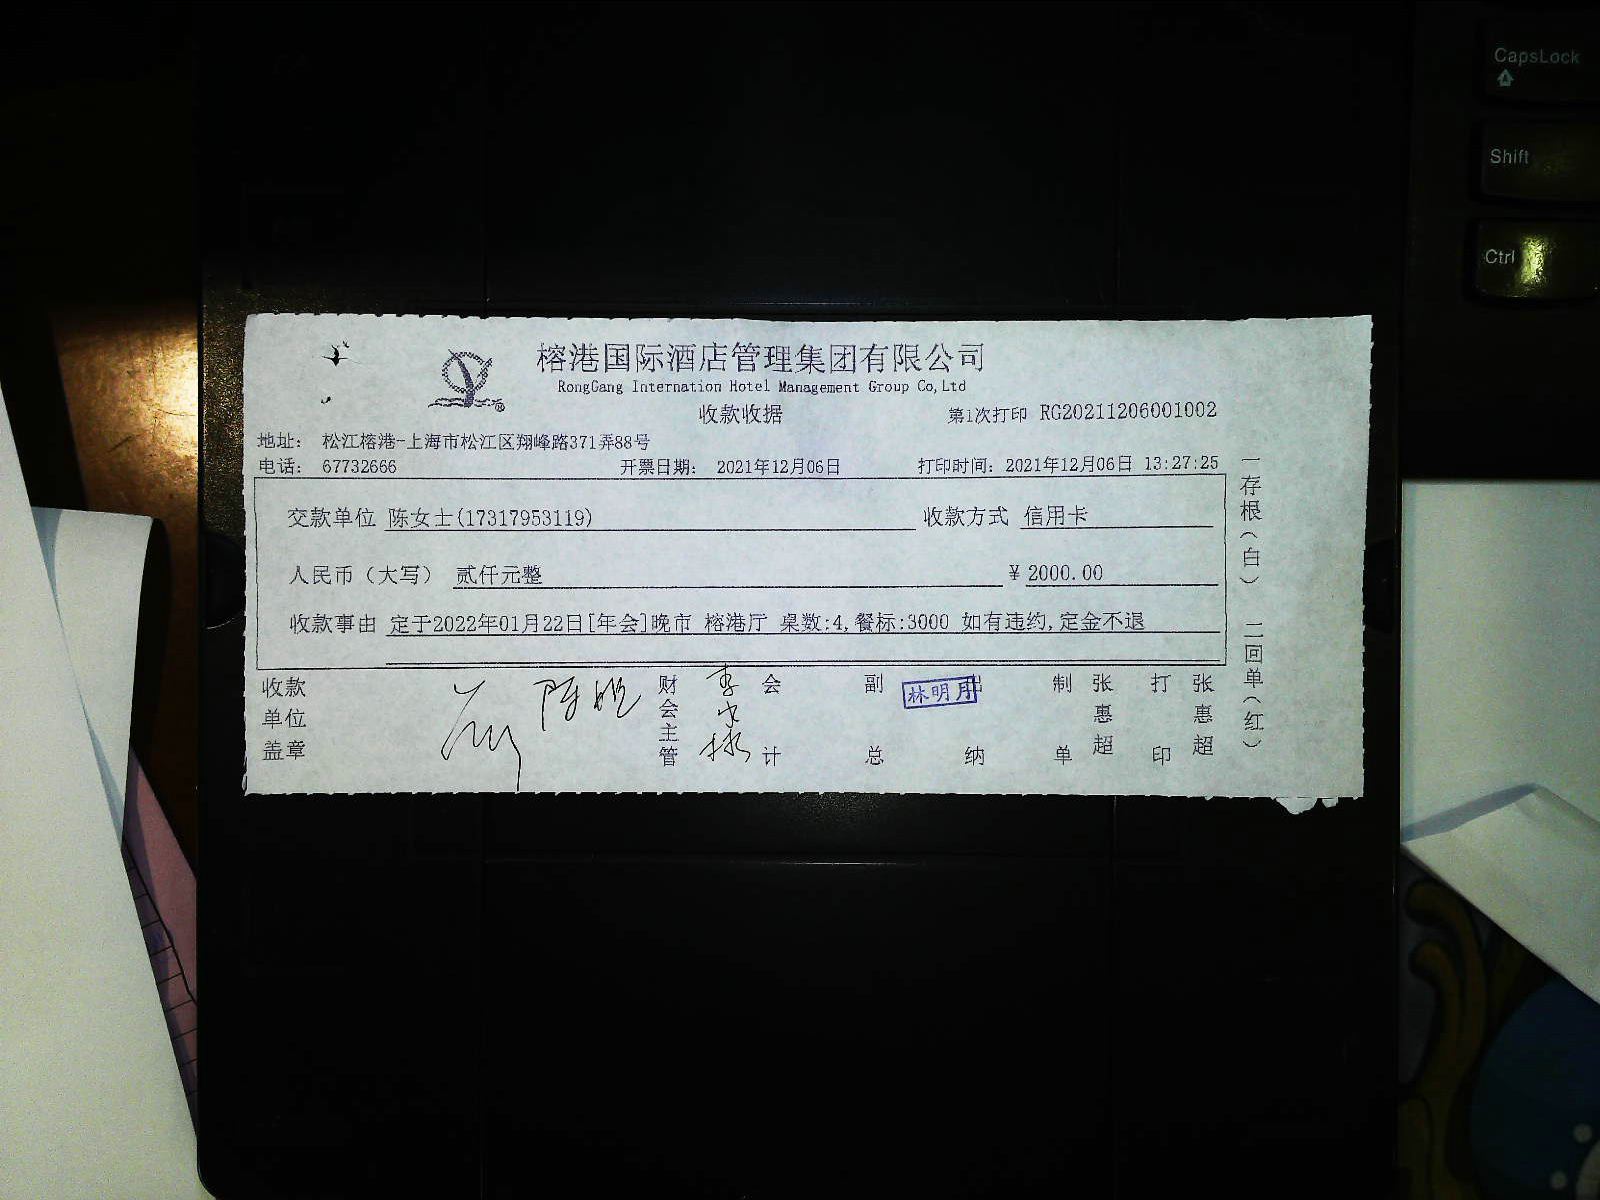 CapsLock
Shift
Ctrl
榕港国际酒店管理集团有限公司
RongGang Internation Hotel Management Group Co,Ltd
收款收据
第1次打印 RG20211206001002
地址： 松江榕港-上海市松江区翔峰路371弄88号
电话： 67732666 开票日期： 2021年12月06日 打印时间：2021年12月06日 13:27:25
交款单位 陈女士(17317953119) 收款方式 信用卡
人民币（大写） 贰仟元整 ￥2000.00
收款事由 定于2022年01月22日[年会]晚市 榕港厅 桌数:4,餐标:3000 如有违约,定金不退
收款单位盖章
财会主管
会计
副总
出纳
林明月
制单
张惠超
打印
张惠超
一存根（白） 二回单（红）